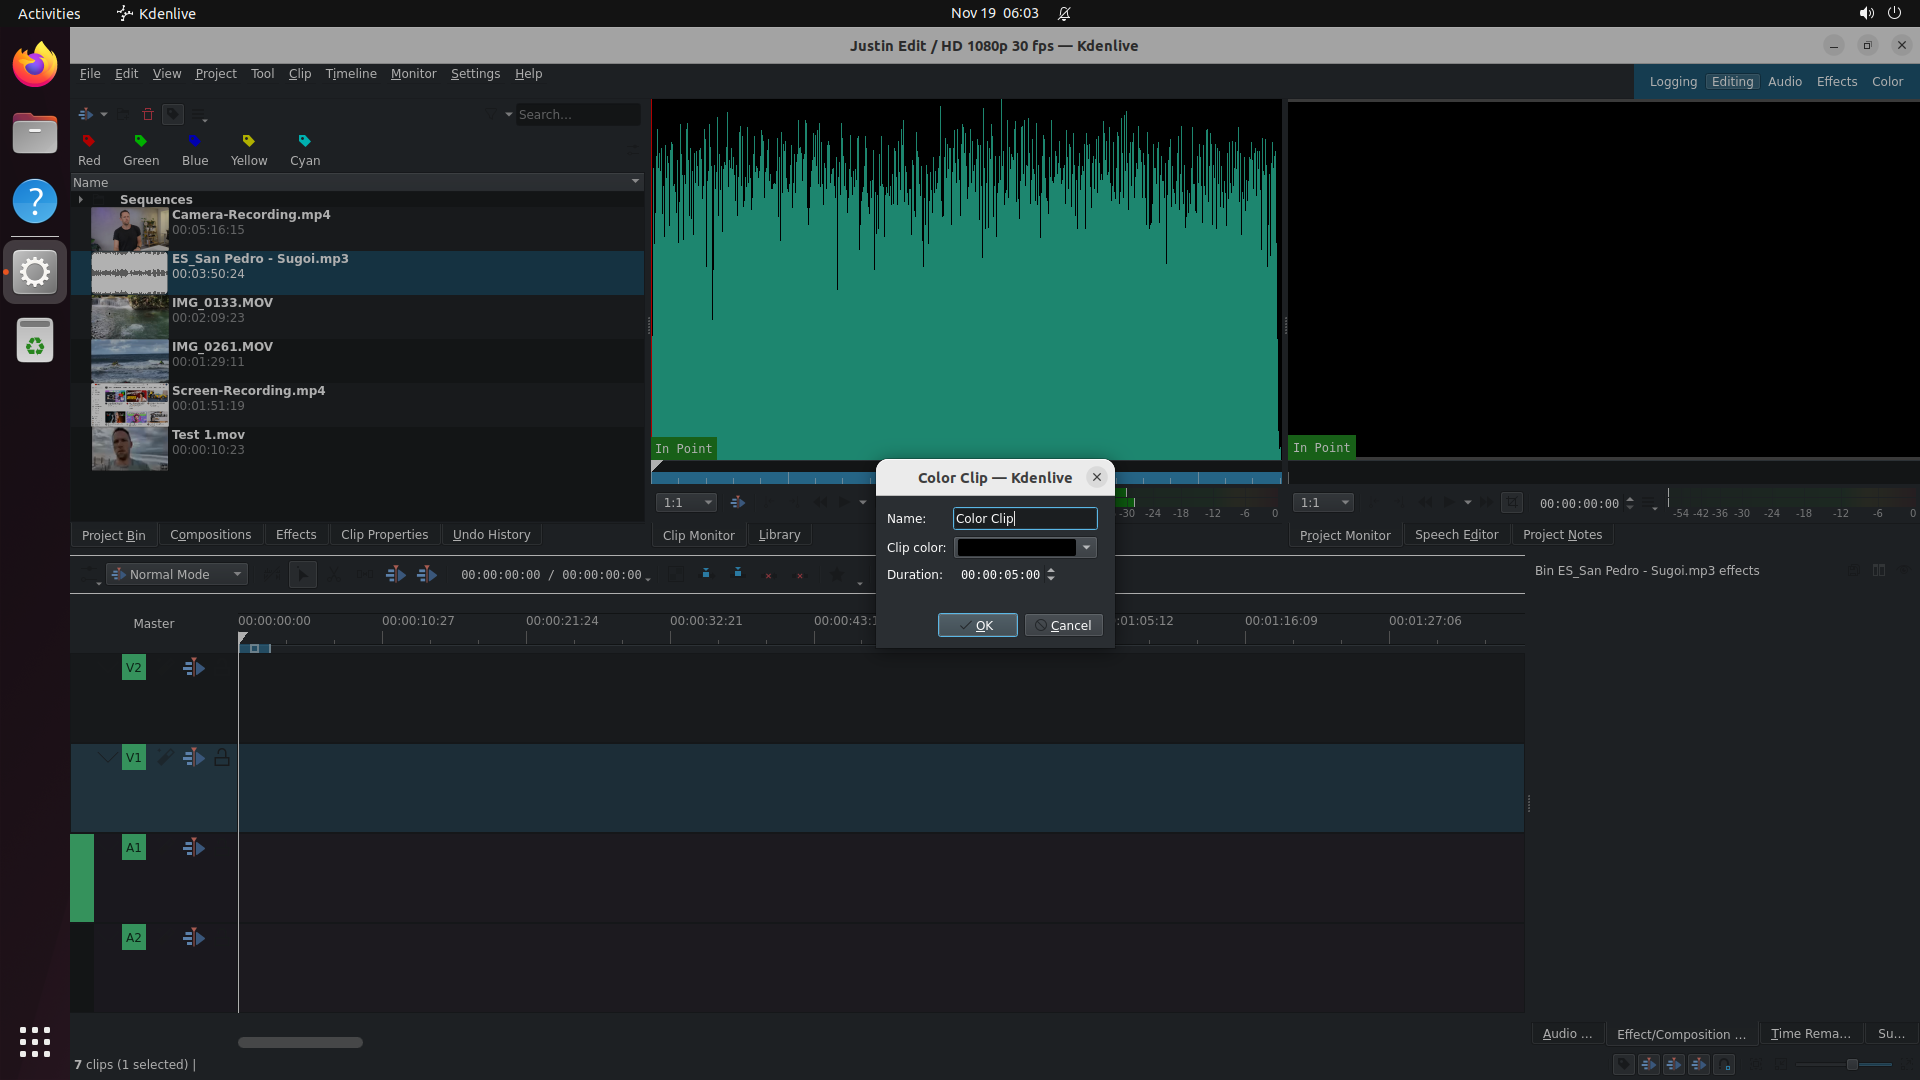 Activities
Kdenlive
Nov 19 06:03
Justin Edit / HD 1080p 30 fps — Kdenlive
File Edit View Project Tool Clip Timeline Monitor Settings Help
Logging Editing Audio Effects Color
Search...
Red Green Blue Yellow Cyan
Name
Sequences
Camera-Recording.mp4
00:05:16:15
ES_San Pedro - Sugoi.mp3
00:03:50:24
IMG_0133.MOV
00:02:09:23
IMG_0261.MOV
00:01:29:11
Screen-Recording.mp4
00:01:51:19
Test 1.mov
00:00:10:23
In Point
In Point
1:1
-30 -24 -18 -12 -6 0
1:1
00:00:00:00
-54 -42 -36 -30 -24 -18 -12 -6 0
Project Bin Compositions Effects Clip Properties Undo History
Clip Monitor Library
Project Monitor Speech Editor Project Notes
Color Clip — Kdenlive
Name: Color Clip
Clip color:
Duration: 00:00:05:00
OK Cancel
Normal Mode
00:00:00:00 / 00:00:00:00
Bin ES_San Pedro - Sugoi.mp3 effects
Master
00:00:00:00 00:00:10:27 00:00:21:24 00:00:32:21 00:00:43:1 :01:05:12 00:01:16:09 00:01:27:06
V2
V1
A1
A2
Audio ... Effect/Composition ... Time Rema... Su...
7 clips (1 selected) |